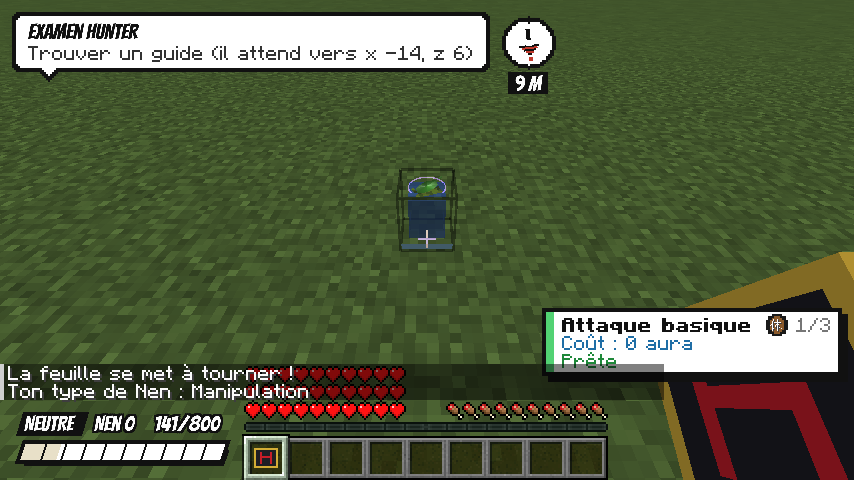 EXAMEN HUNTER
Trouver un guide (il attend vers x -14, z 6)
9 M
Attaque basique
1/3
Coût : 0 aura
Prête
La feuille se met à tourner !
Ton type de Nen : Manipulation
NEUTRE NEN 0 141/800
H